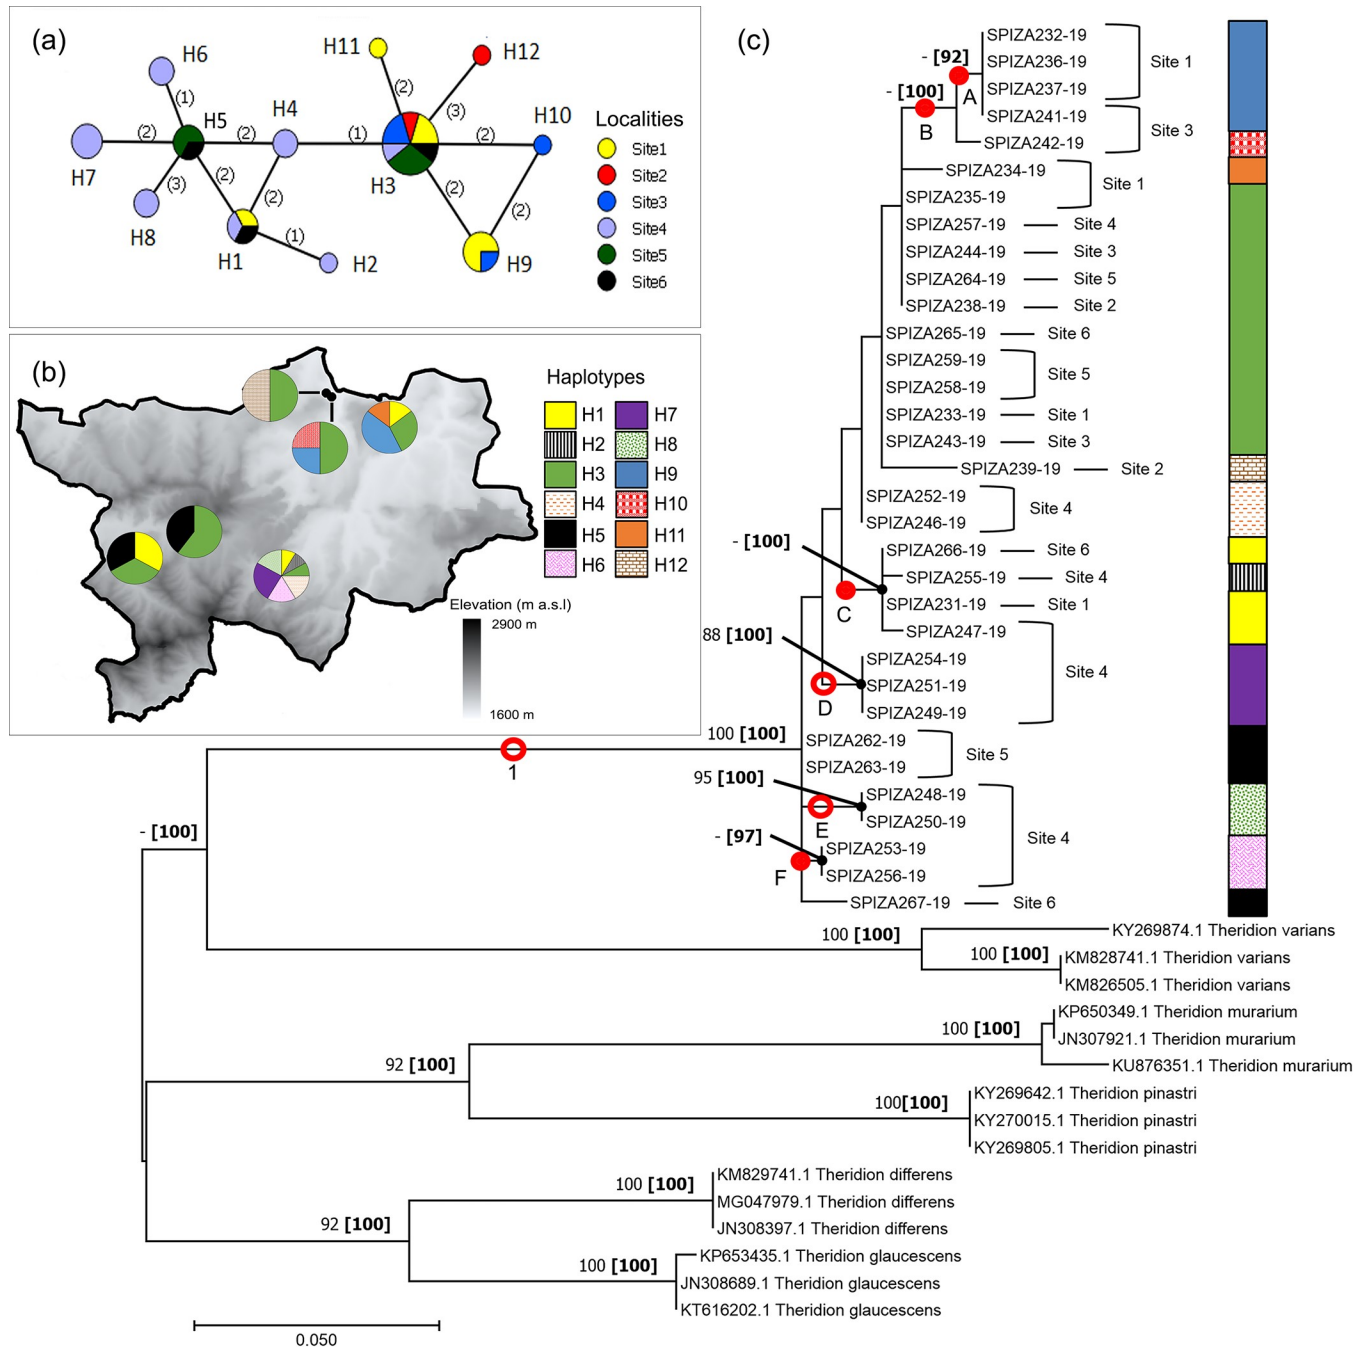 (a)
H11
H12
H6
(2)
(3)
(1)
H5
H4
H10
(2)
(2)
(1)
(2)
H7
H3
(3)
(2)
(2)
(2)
(2)
H8
H1
(1)
H2
H9
Localities
Site1
Site2
Site3
Site4
Site5
Site6
(b)
Haplotypes
H1
H7
H2
H8
H3
H9
H4
H10
H5
H11
H6
H12
Elevation (m a.s.l)
2900 m
1600 m
(c)
SPIZA232-19
- [92]
SPIZA236-19
Site 1
A
SPIZA237-19
- [100]
B
SPIZA241-19
Site 3
SPIZA242-19
SPIZA234-19
Site 1
SPIZA235-19
SPIZA257-19 Site 4
SPIZA244-19 Site 3
SPIZA264-19 Site 5
SPIZA238-19 Site 2
SPIZA265-19 Site 6
SPIZA259-19
Site 5
SPIZA258-19
SPIZA233-19 Site 1
SPIZA243-19 Site 3
SPIZA239-19 Site 2
SPIZA252-19
Site 4
SPIZA246-19
- [100]
SPIZA266-19 Site 6
SPIZA255-19 Site 4
C
SPIZA231-19 Site 1
88 [100]
SPIZA247-19
SPIZA254-19
Site 4
SPIZA251-19
D
SPIZA249-19
100 [100]
1
SPIZA262-19
Site 5
SPIZA263-19
95 [100]
SPIZA248-19
E
SPIZA250-19
Site 4
- [97]
SPIZA253-19
F
SPIZA256-19
SPIZA267-19 Site 6
- [100]
100 [100]
KY269874.1 Theridion varians
100 [100]
KM828741.1 Theridion varians
KM826505.1 Theridion varians
KP650349.1 Theridion murarium
100 [100]
JN307921.1 Theridion murarium
KU876351.1 Theridion murarium
92 [100]
KY269642.1 Theridion pinastri
100[100]
KY270015.1 Theridion pinastri
KY269805.1 Theridion pinastri
KM829741.1 Theridion differens
100 [100]
MG047979.1 Theridion differens
JN308397.1 Theridion differens
92 [100]
KP653435.1 Theridion glaucescens
100 [100]
JN308689.1 Theridion glaucescens
KT616202.1 Theridion glaucescens
0.050